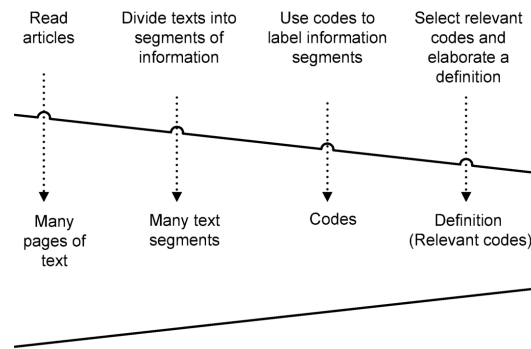 Read
articles
Divide texts into
segments of
information
Use codes to
label information
segments
Select relevant
codes and
elaborate a
definition
Many
pages of
text
Many text
segments
Codes
Definition
(Relevant codes)